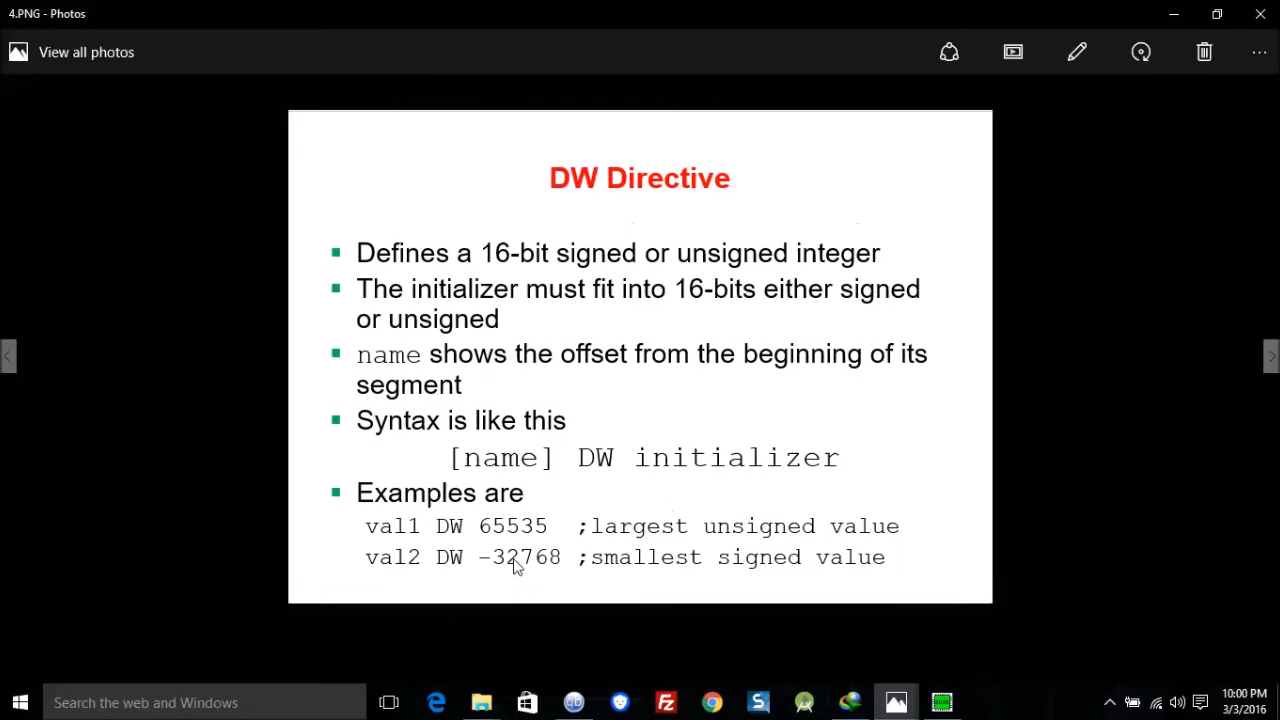 4.PNG - Photos
View all photos
DW Directive
Defines a 16-bit signed or unsigned integer
The initializer must fit into 16-bits either signed
or unsigned
name shows the offset from the beginning of its
segment
Syntax is like this
[name] DW initializer
Examples are
val1 DW 65535 ;largest unsigned value
val2 DW -32768 ;smallest signed value
Search the web and Windows
10:00 PM
3/3/2016